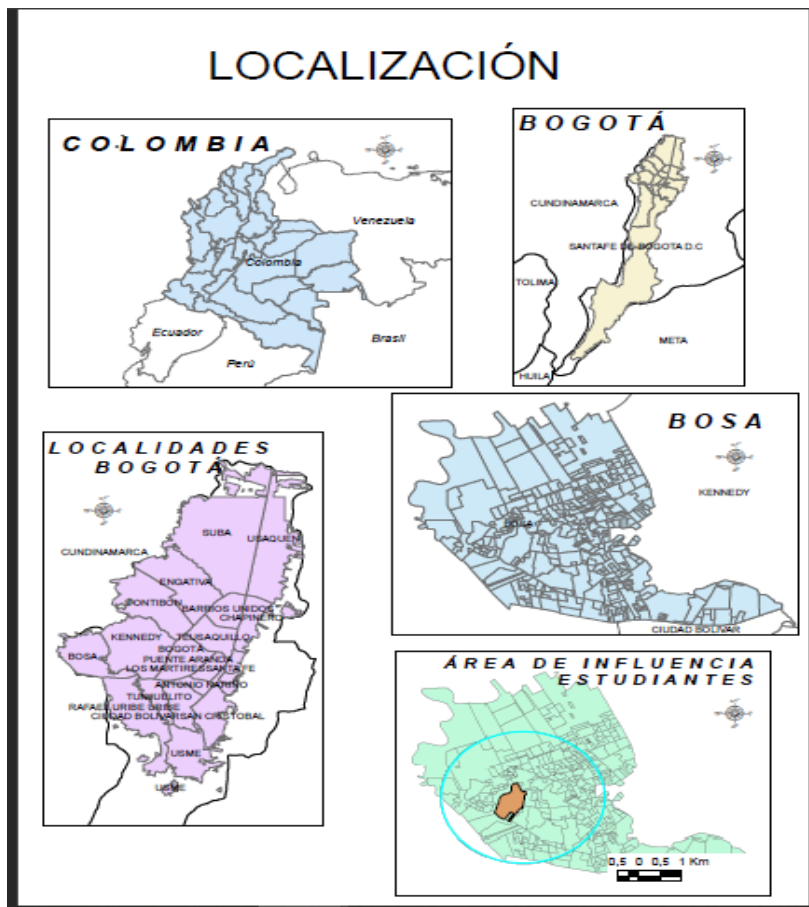 LOCALIZACIÓN
COLOMBIA
Venezuela
Colombia
Ecuador
Brasil
Perú
BOGOTÁ
CUNDINAMARCA
SANTAFE DE BOGOTA D.C
TOLIMA
META
HUILA
LOCALIDADES
BOGOTÁ
SUBA
USAQUEN
CUNDINAMARCA
ENGATIVA
FONTIBON
BARRIOS UNIDOS
CHAPINERO
KENNEDY
TEUSAQUILLO
BOGOTÁ
BOSA
PUENTE ARANDA
LOS MARTIRES SANTA FE
ANTONIO NARIÑO
TUNJUELITO
RAFAEL URIBE URIBE
CIUDAD BOLIVAR SAN CRISTOBAL
USME
USME
BOSA
KENNEDY
BOSA
CIUDAD BOLIVAR
ÁREA DE INFLUENCIA
ESTUDIANTES
0,5 0 0,5 1 Km